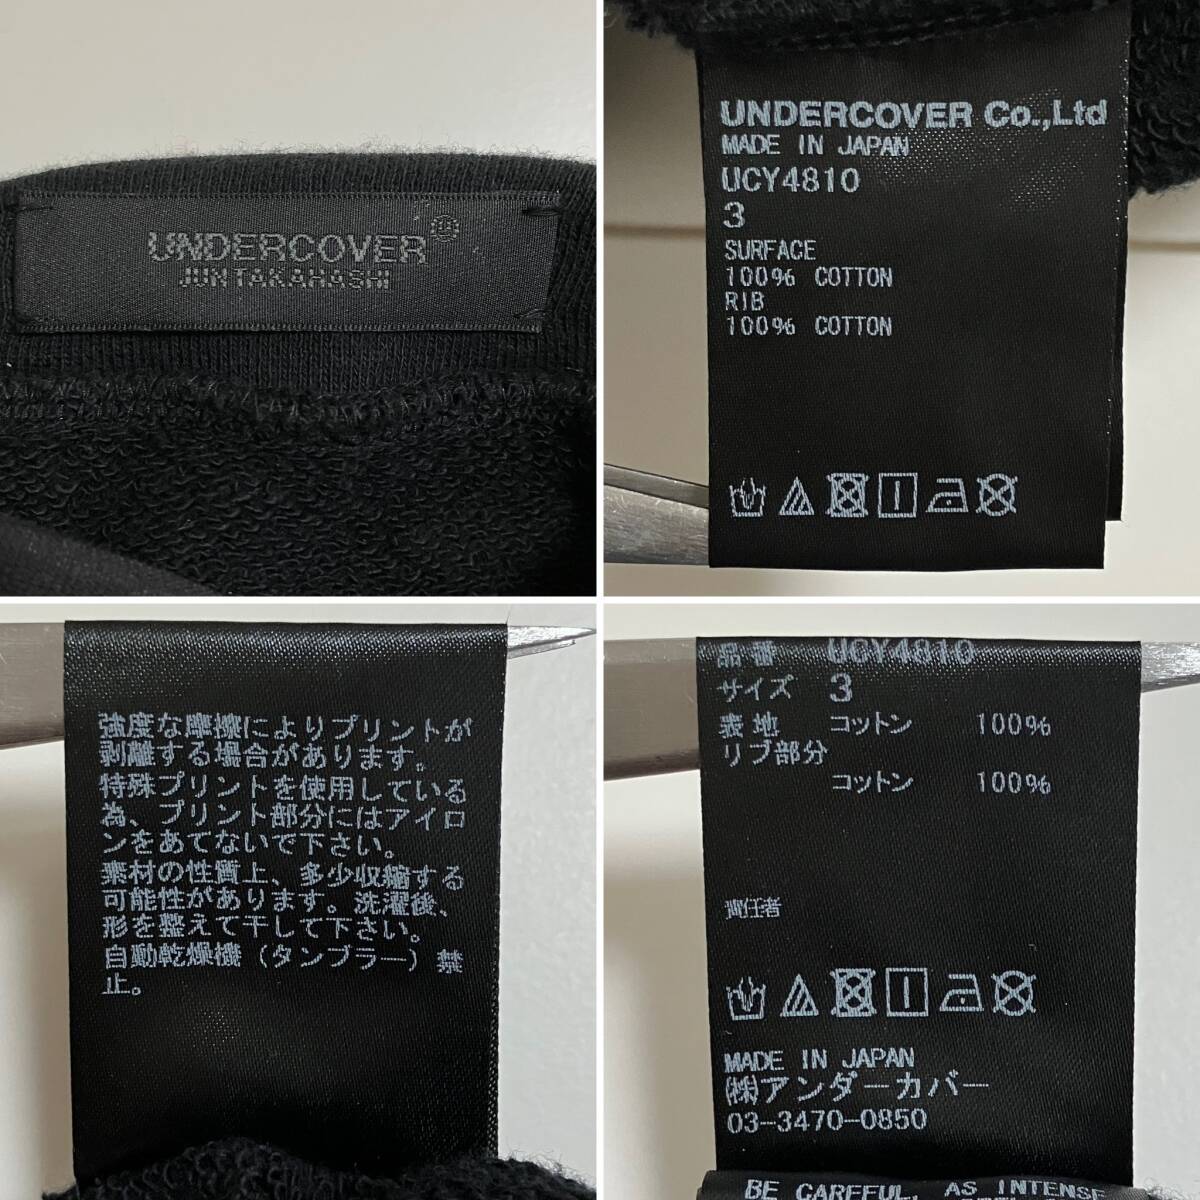 UNDERCOVER
JUN TAKAHASHI
UNDERCOVER Co.,Ltd
MADE IN JAPAN
UCY4810
3
SURFACE
100% COTTON
RIB
100% COTTON
強度な摩擦によりプリントが
剥離する場合があります。
特殊プリントを使用している
為、プリント部分にはアイロ
ンをあてないで下さい。
素材の性質上、多少収縮する
可能性があります。洗濯後、
形を整えて干して下さい。
自動乾燥機（タンブラー）禁
止。
品番 UCY4810
サイズ 3
表地 コットン 100%
リブ部分
コットン 100%
責任者
MADE IN JAPAN
㈱アンダーカバー
03-3470-0850
BE CAREFUL, AS INTENSE